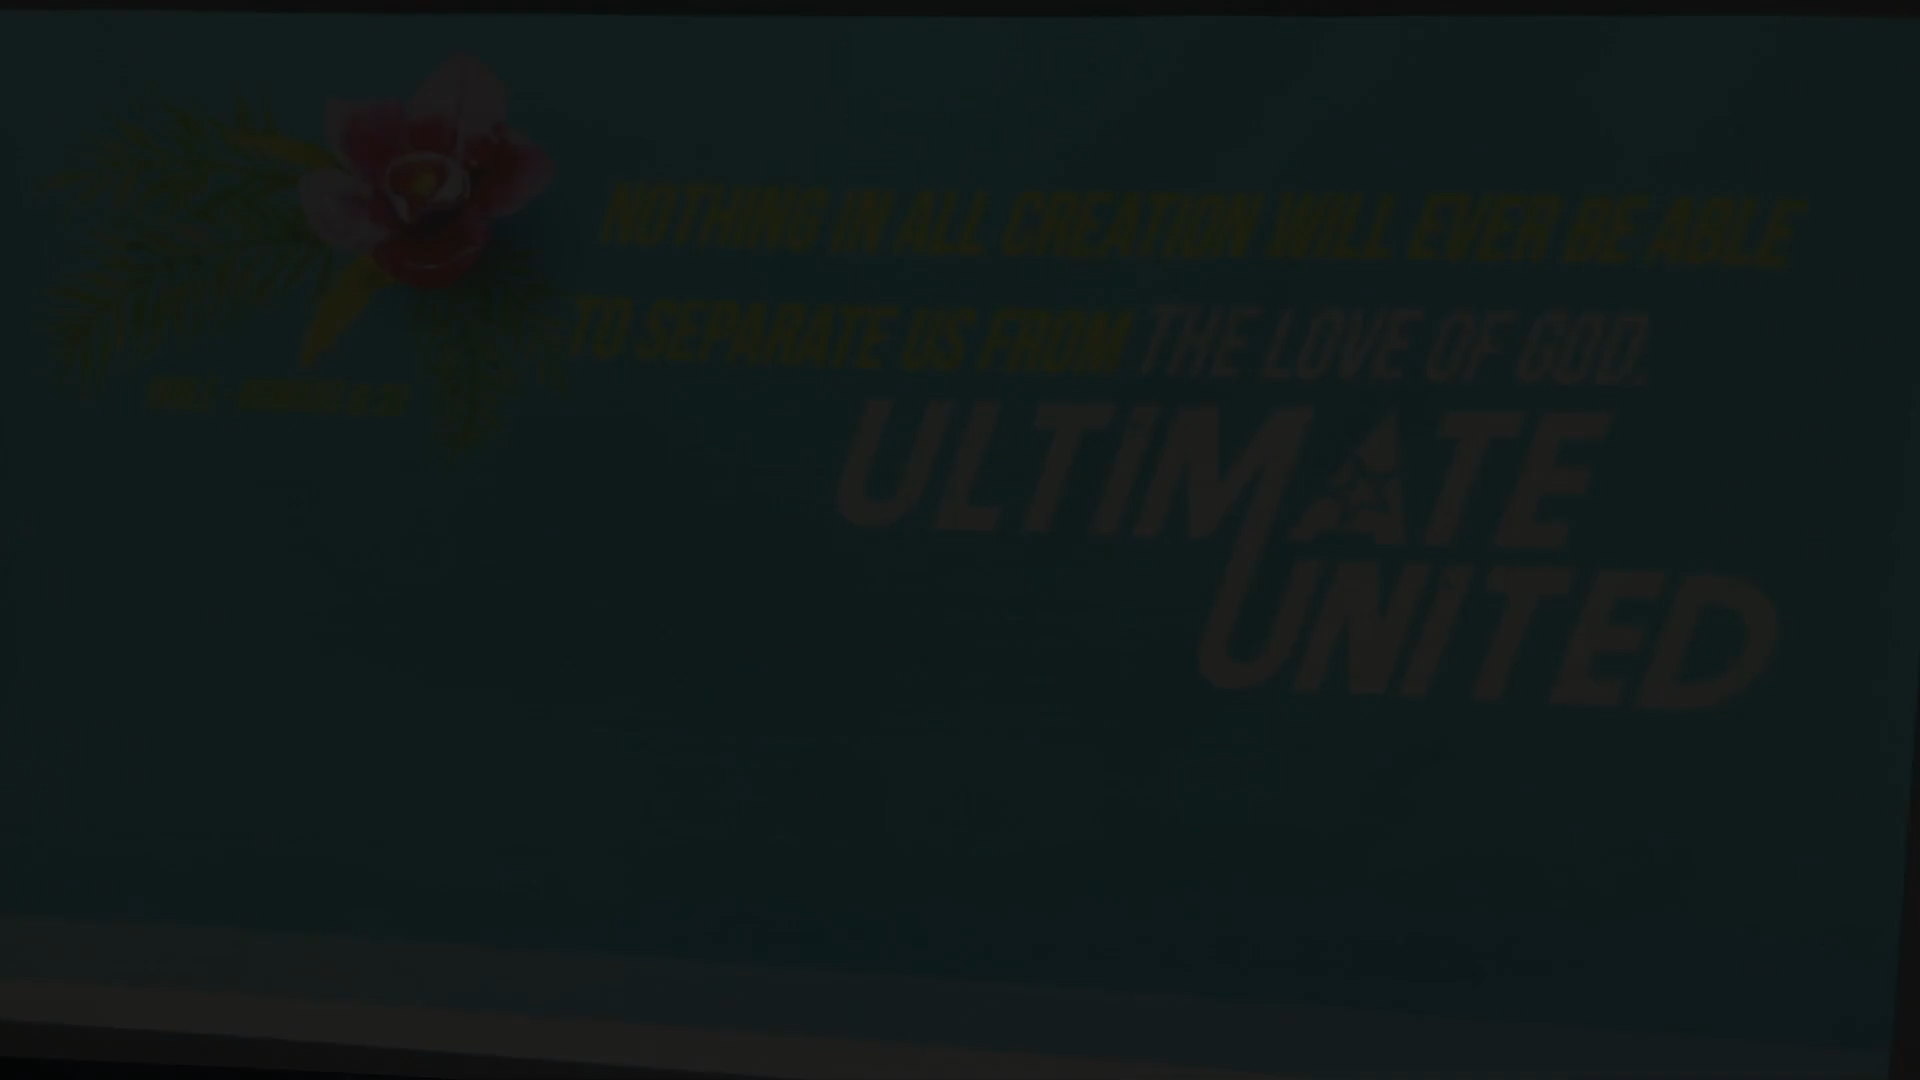 NOTHING IN ALL CREATION WILL EVER BE ABLE
TO SEPARATE US FROM THE LOVE OF GOD.
ULTIMATE
UNITED